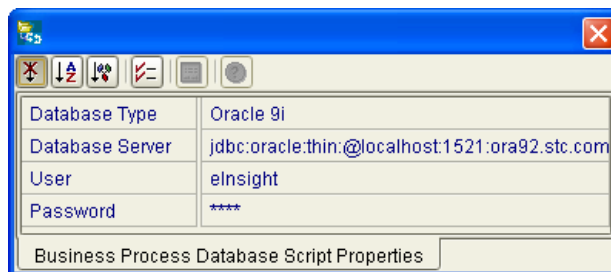 Database Type Oracle 9i
Database Server jdbc:oracle:thin:@localhost:1521:ora92.stc.com
User eInsight
Password ****
Business Process Database Script Properties